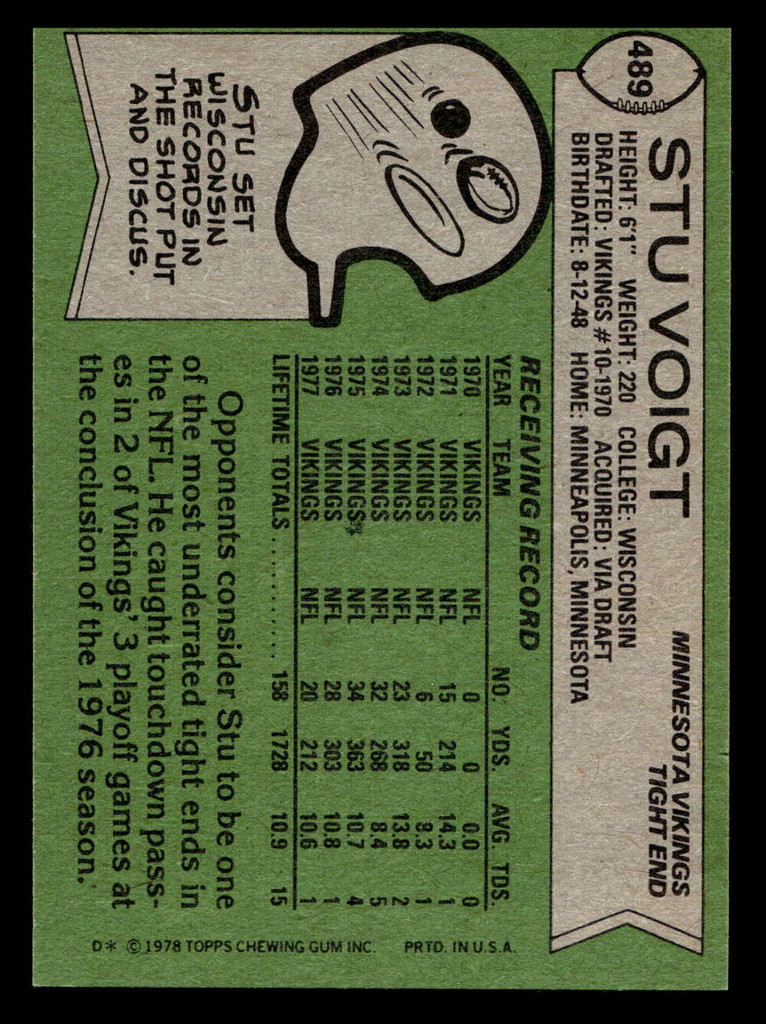 489
STU VOIGT
MINNESOTA VIKINGS
TIGHT END
HEIGHT: 6'1" WEIGHT: 220 COLLEGE: WISCONSIN
DRAFTED: VIKINGS #10-1970 ACQUIRED: VIA DRAFT
BIRTHDATE: 8-12-48 HOME: MINNEAPOLIS, MINNESOTA
STU SET
WISCONSIN
RECORDS IN
THE SHOT PUT
AND DISCUS.
RECEIVING RECORD
YEAR TEAM NO. YDS. AVG. TDS.
1970 VIKINGS NFL 0 0 0.0 0
1971 VIKINGS NFL 15 214 14.3 1
1972 VIKINGS NFL 6 50 8.3 1
1973 VIKINGS NFL 23 318 13.8 2
1974 VIKINGS NFL 32 268 8.4 5
1975 VIKINGS NFL 34 363 10.7 4
1976 VIKINGS NFL 28 303 10.8 1
1977 VIKINGS NFL 20 212 10.6 1
LIFETIME TOTALS ............ 158 1728 10.9 15
Opponents consider Stu to be one
of the most underrated tight ends in
the NFL. He caught touchdown pass-
es in 2 of Vikings' 3 playoff games at
the conclusion of the 1976 season.
D* © 1978 TOPPS CHEWING GUM INC. PRTD. IN U.S.A.